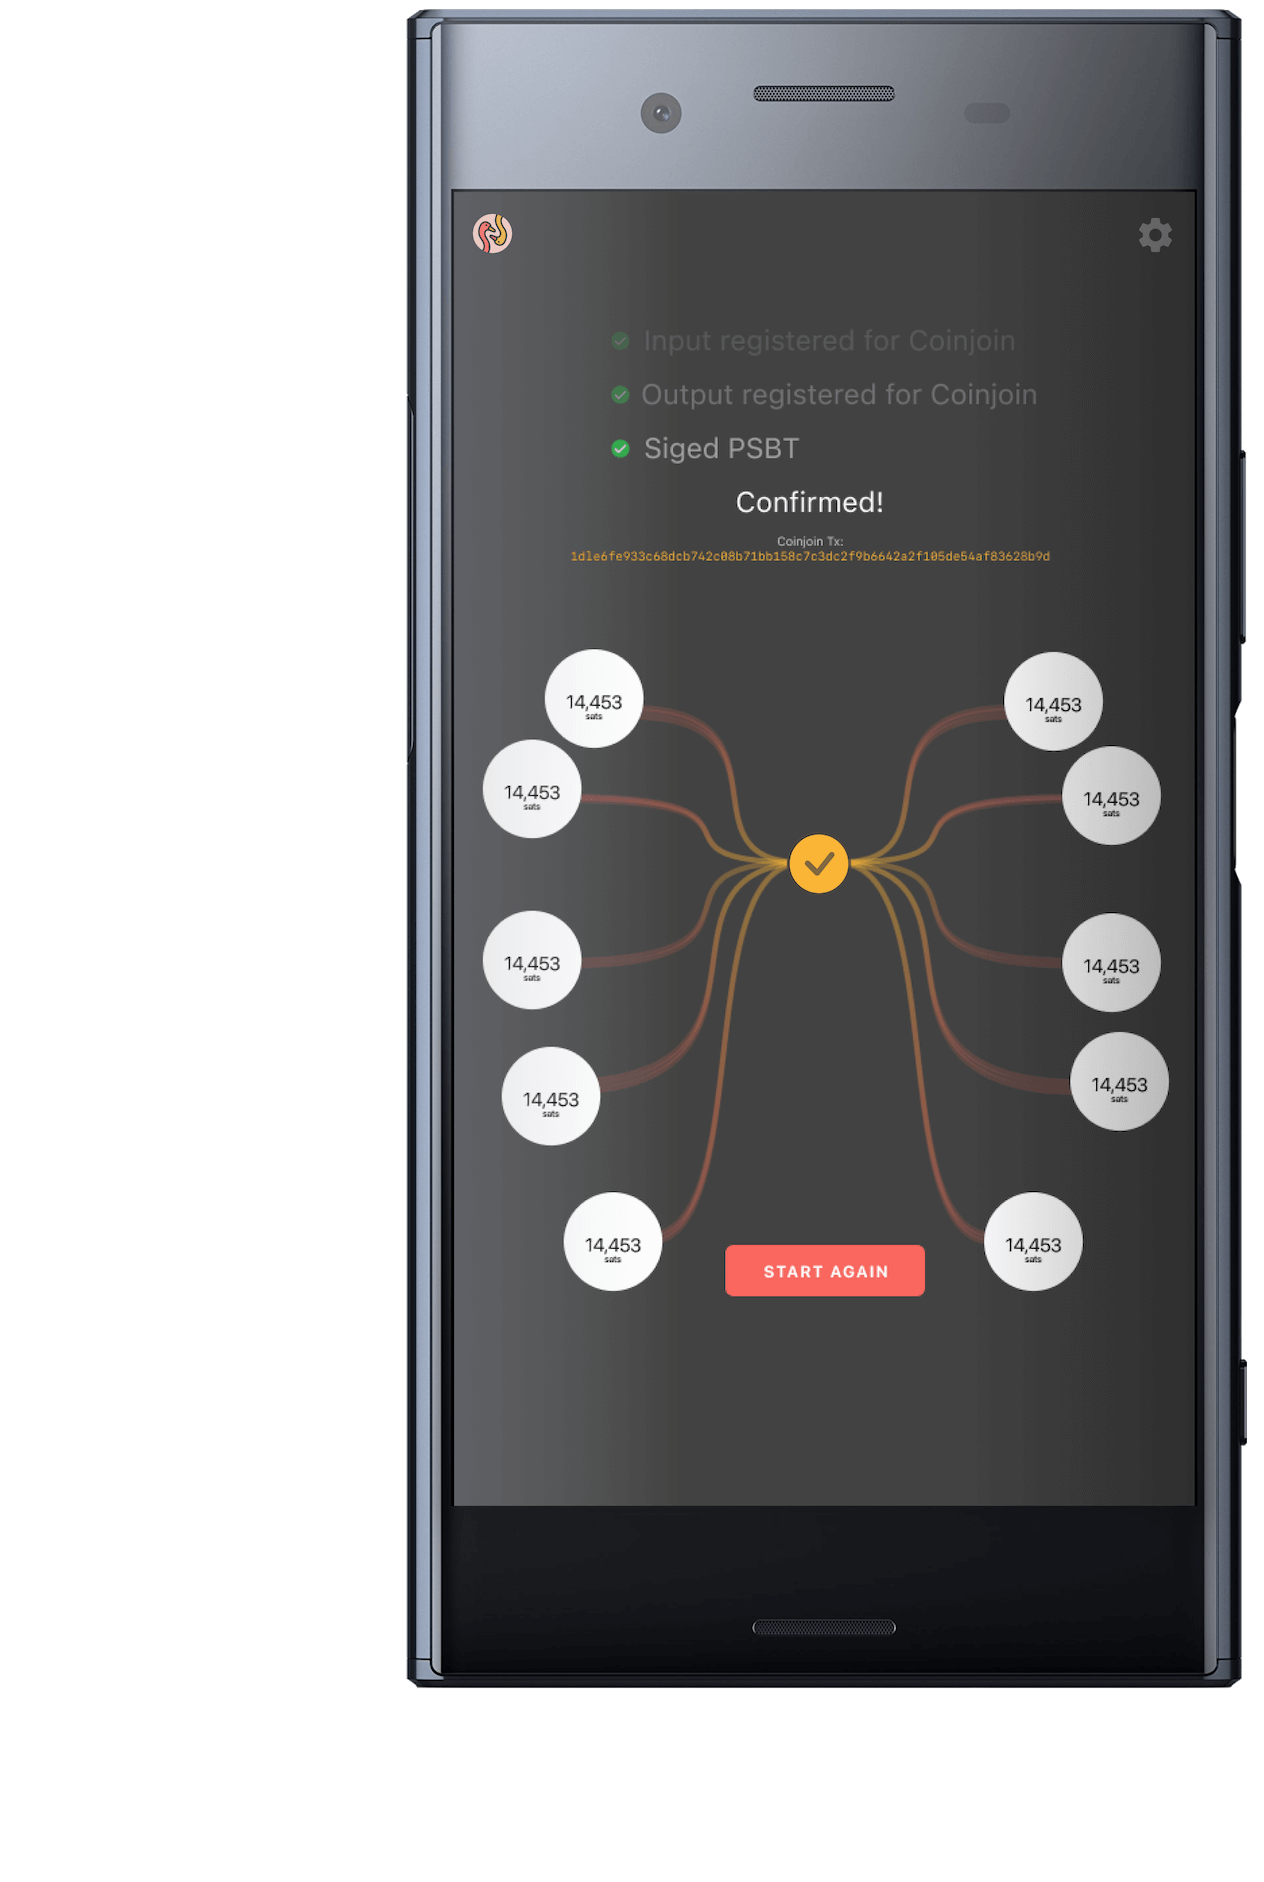 Input registered for Coinjoin
Output registered for Coinjoin
Siged PSBT
Confirmed!
Coinjoin Tx:
1d1e6fe933c68dcb742c08b71bb158c7c3dc2f9b6642a2f105de54af83628b9d
14,453
sats
14,453
sats
14,453
sats
14,453
sats
14,453
sats
14,453
sats
14,453
sats
14,453
sats
14,453
sats
14,453
sats
START AGAIN